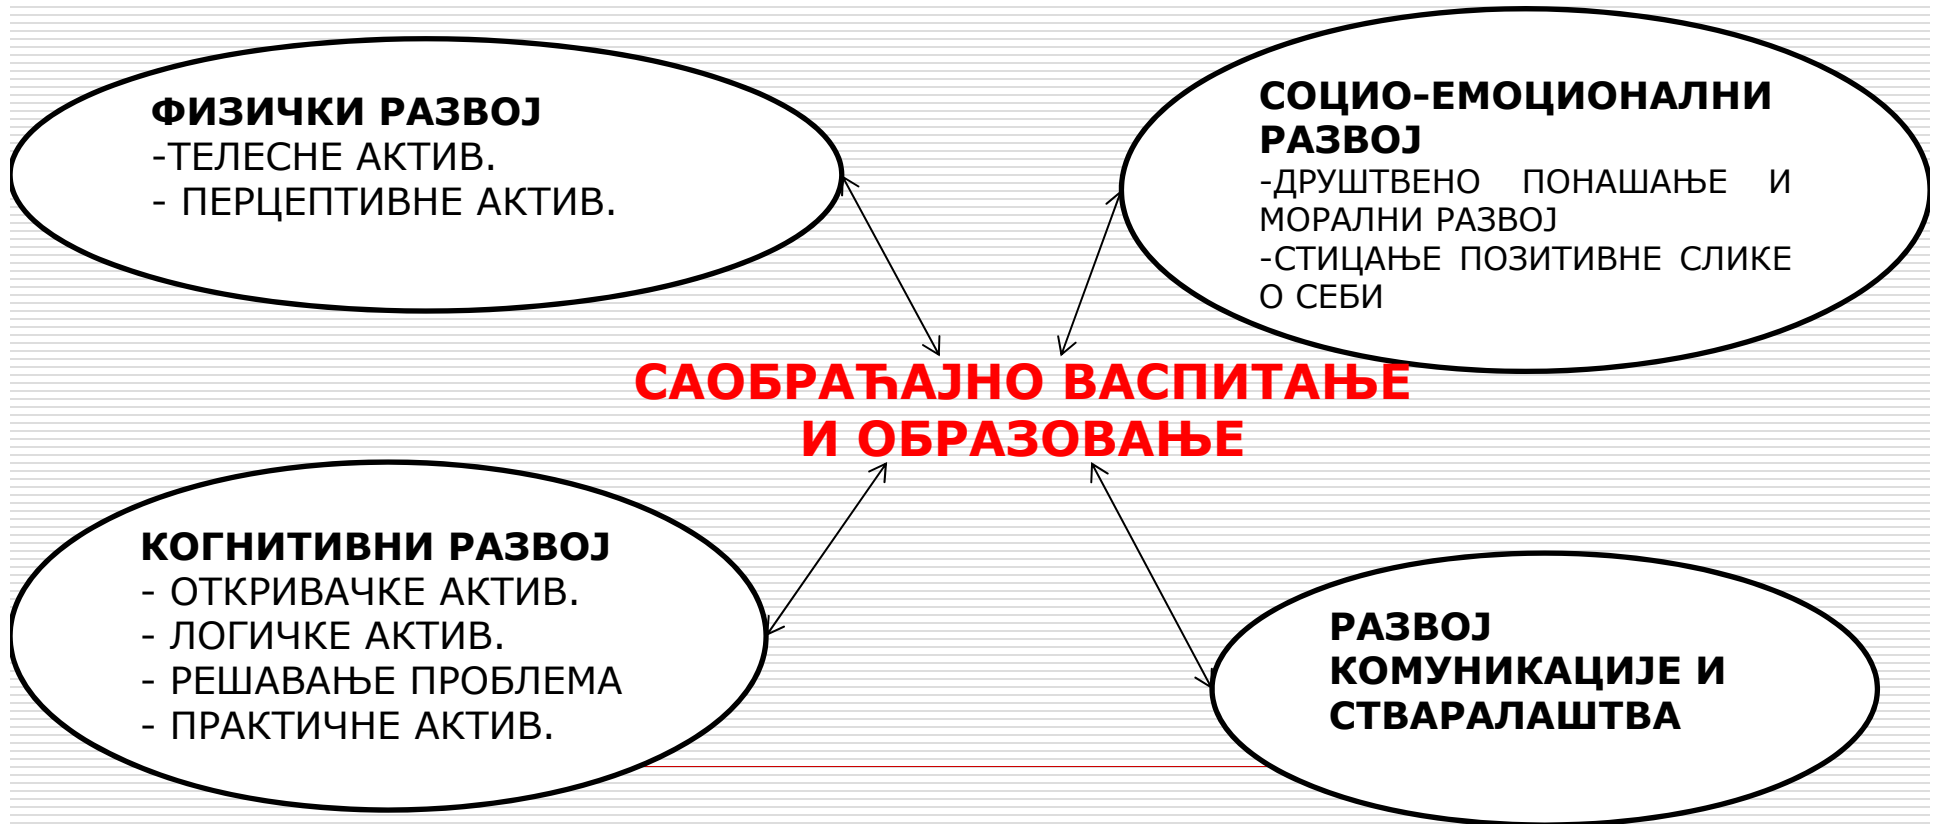 ФИЗИЧКИ РАЗВОЈ
-ТЕЛЕСНЕ АКТИВ.
- ПЕРЦЕПТИВНЕ АКТИВ.
СОЦИО-ЕМОЦИОНАЛНИ
РАЗВОЈ
-ДРУШТВЕНО ПОНАШАЊЕ И
МОРАЛНИ РАЗВОЈ
-СТИЦАЊЕ ПОЗИТИВНЕ СЛИКЕ
О СЕБИ
САОБРАЋАЈНО ВАСПИТАЊЕ
И ОБРАЗОВАЊЕ
КОГНИТИВНИ РАЗВОЈ
- ОТКРИВАЧКЕ АКТИВ.
- ЛОГИЧКЕ АКТИВ.
- РЕШАВАЊЕ ПРОБЛЕМА
- ПРАКТИЧНЕ АКТИВ.
РАЗВОЈ
КОМУНИКАЦИЈЕ И
СТВАРАЛАШТВА